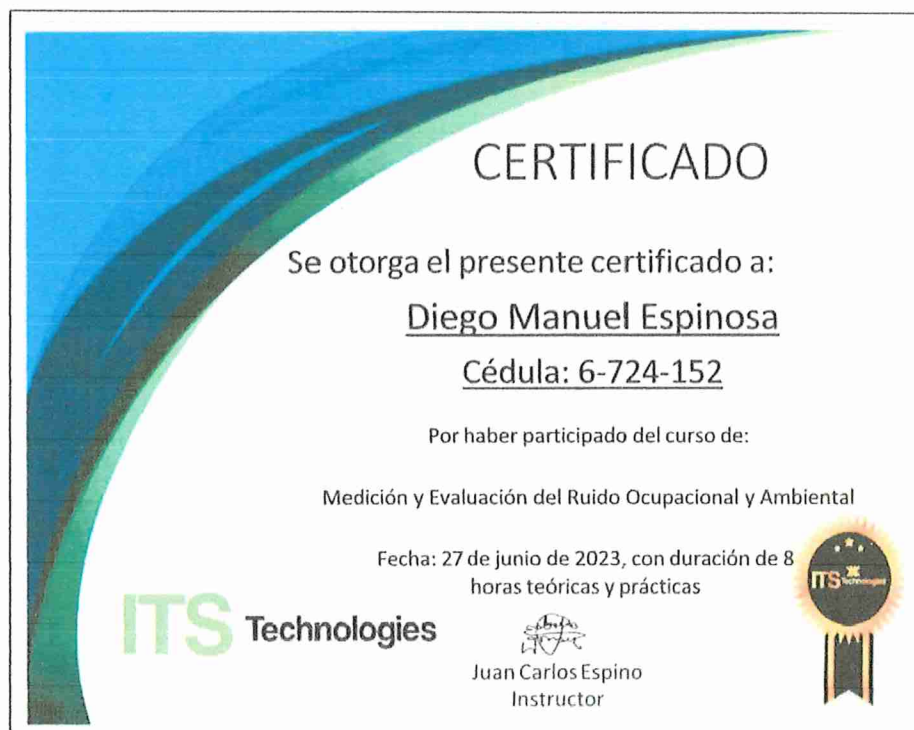 CERTIFICADO
Se otorga el presente certificado a:
Diego Manuel Espinosa
Cédula: 6-724-152
Por haber participado del curso de:
Medición y Evaluación del Ruido Ocupacional y Ambiental
Fecha: 27 de junio de 2023, con duración de 8
horas teóricas y prácticas
ITS Technologies
ITS Technologies
Juan Carlos Espino
Instructor